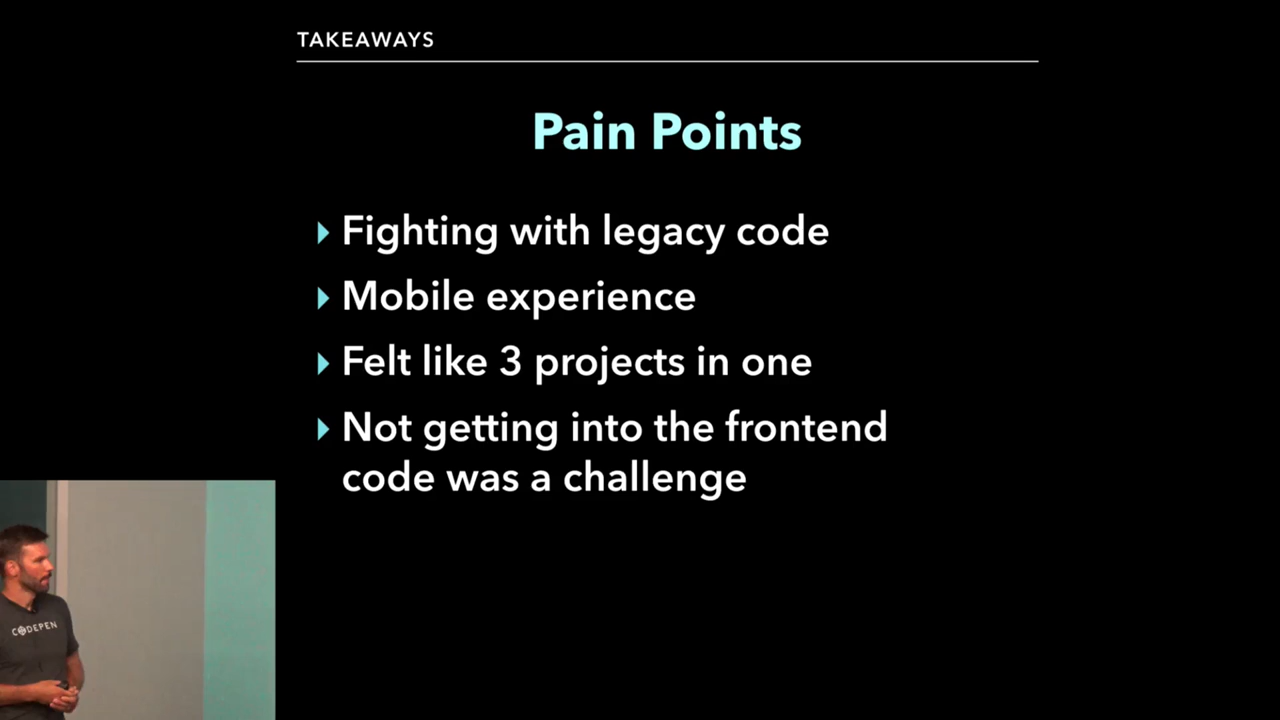 TAKEAWAYS
Pain Points
Fighting with legacy code
Mobile experience
Felt like 3 projects in one
Not getting into the frontend
code was a challenge
CODEPEN